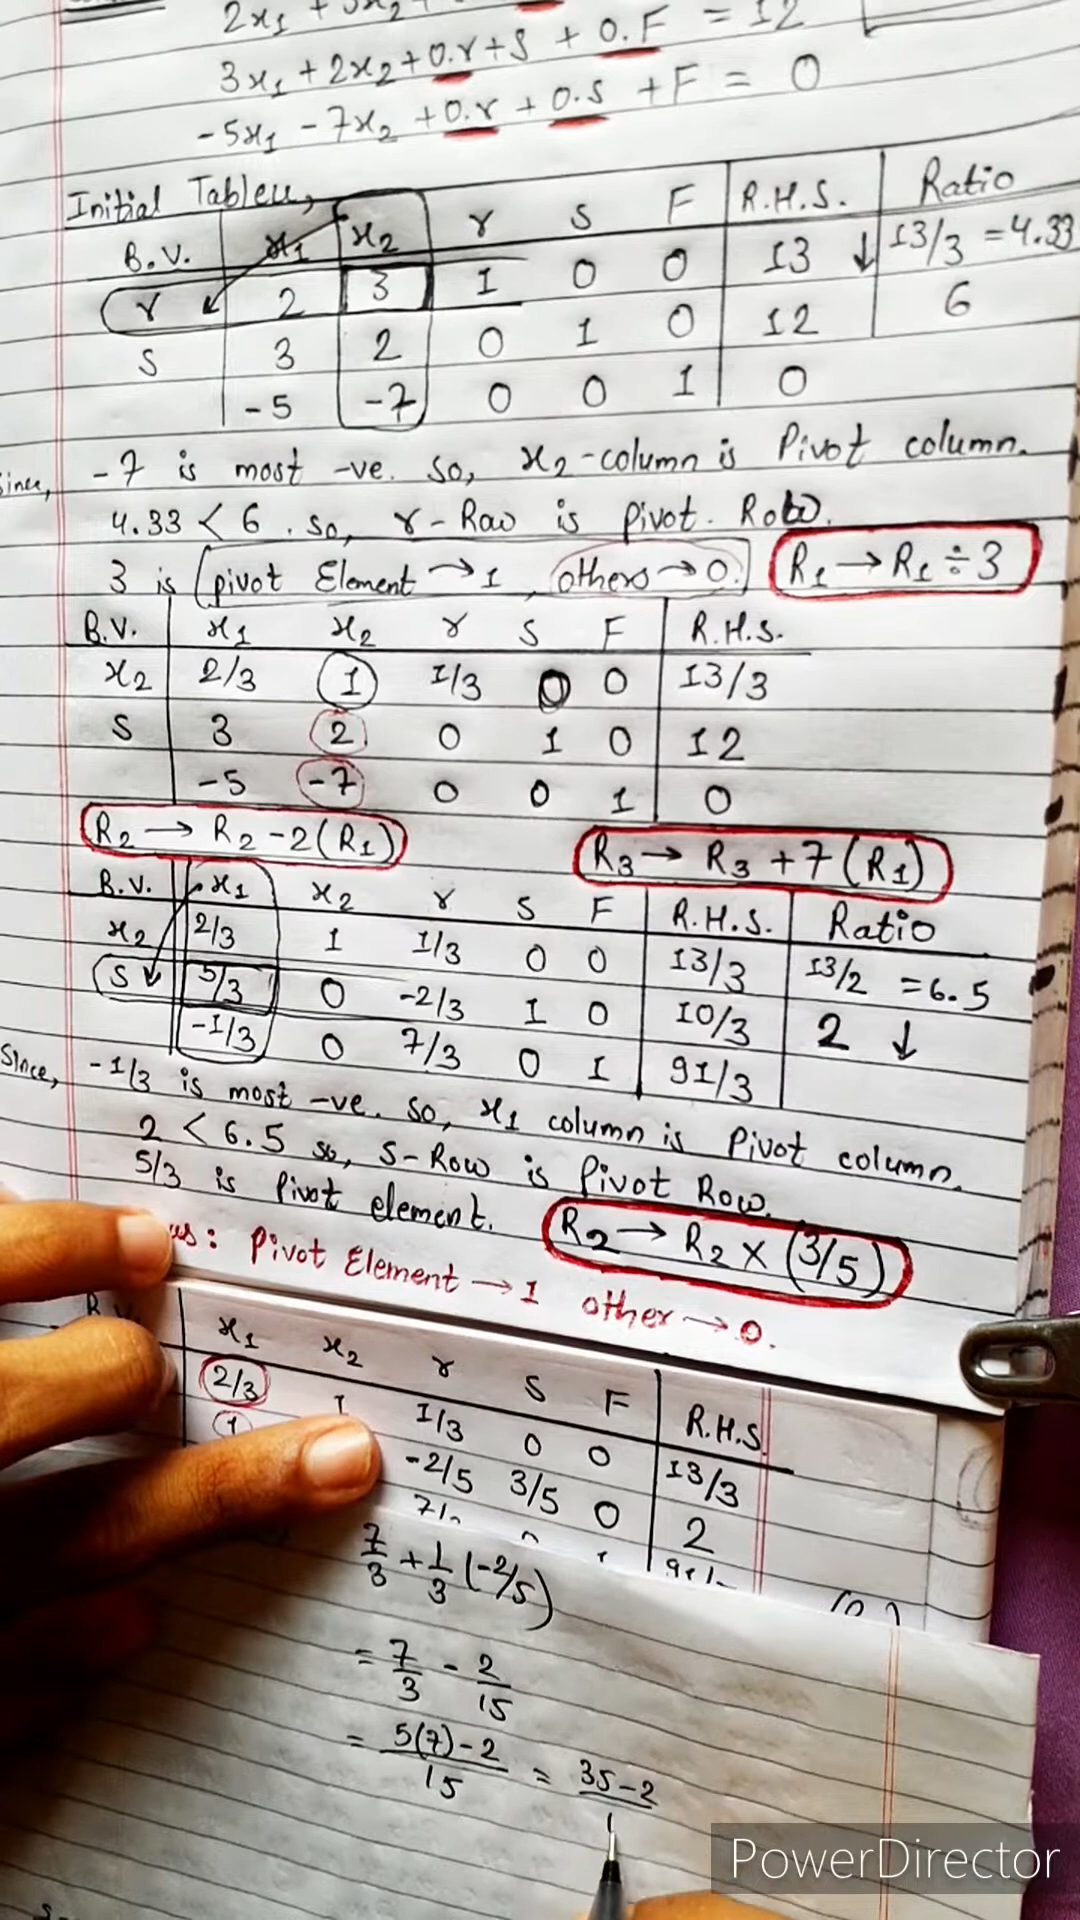 2x₁ +
3x₁ + 2x₂ + 0.r + S + 0.F = 12
-5x₁ - 7x₂ + 0.r + 0.S + F = 0
Initial Tableu,
B.V. x₁ x₂ r S F R.H.S. Ratio
r 2 3 1 0 0 13 ↓ 13/3 = 4.33
S 3 2 0 1 0 12 6
-5 -7 0 0 1 0
Since, -7 is most -ve. so, x₂-column is Pivot column.
4.33 < 6 . so, r-Row is pivot Row.
3 is pivot Element → 1, others → 0. R₁ → R₁ ÷ 3
B.V. x₁ x₂ r S F R.H.S.
x₂ 2/3 1 1/3 0 0 13/3
S 3 2 0 1 0 12
-5 -7 0 0 1 0
R₂ → R₂ - 2(R₁) R₃ → R₃ + 7(R₁)
B.V. x₁ x₂ r S F R.H.S. Ratio
x₂ 2/3 1 1/3 0 0 13/3 13/2 = 6.5
S 5/3 0 -2/3 1 0 10/3 2 ↓
-1/3 0 7/3 0 1 91/3
Since, -1/3 is most -ve. so, x₁ column is Pivot column.
2 < 6.5 so, S-Row is Pivot Row.
5/3 is Pivot element. R₂ → R₂ × (3/5)
: Pivot Element → 1 other → 0.
B.V. x₁ x₂ r S F R.H.S.
2/3 1 1/3 0 0 13/3
1 -2/5 3/5 0 2
7/3 + 1/3 (-2/5)
= 7/3 - 2/15
= 5(7)-2/15 = 35-2/1
PowerDirector